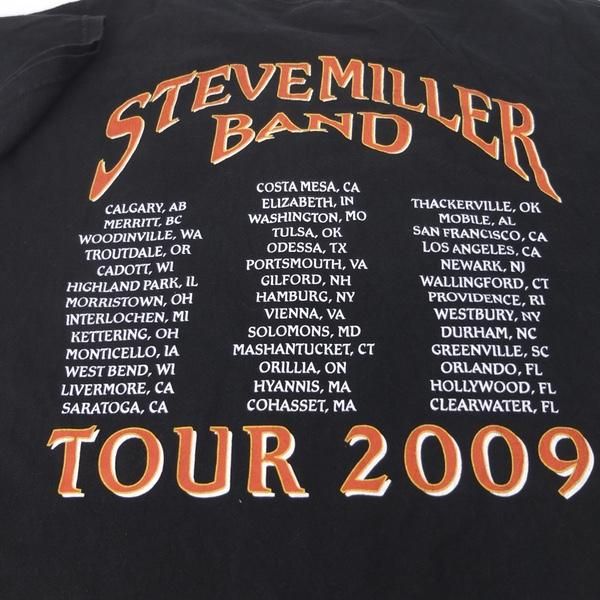 STEVE MILLER
BAND
CALGARY, AB
MERRITT, BC
WOODINVILLE, WA
TROUTDALE, OR
CADOTT, WI
HIGHLAND PARK, IL
MORRISTOWN, OH
INTERLOCHEN, MI
KETTERING, OH
MONTICELLO, IA
WEST BEND, WI
LIVERMORE, CA
SARATOGA, CA
COSTA MESA, CA
ELIZABETH, IN
WASHINGTON, MO
TULSA, OK
ODESSA, TX
PORTSMOUTH, VA
GILFORD, NH
HAMBURG, NY
VIENNA, VA
SOLOMONS, MD
MASHANTUCKET, CT
ORILLIA, ON
HYANNIS, MA
COHASSET, MA
THACKERVILLE, OK
MOBILE, AL
SAN FRANCISCO, CA
LOS ANGELES, CA
NEWARK, NJ
WALLINGFORD, CT
PROVIDENCE, RI
WESTBURY, NY
DURHAM, NC
GREENVILLE, SC
ORLANDO, FL
HOLLYWOOD, FL
CLEARWATER, FL
TOUR 2009